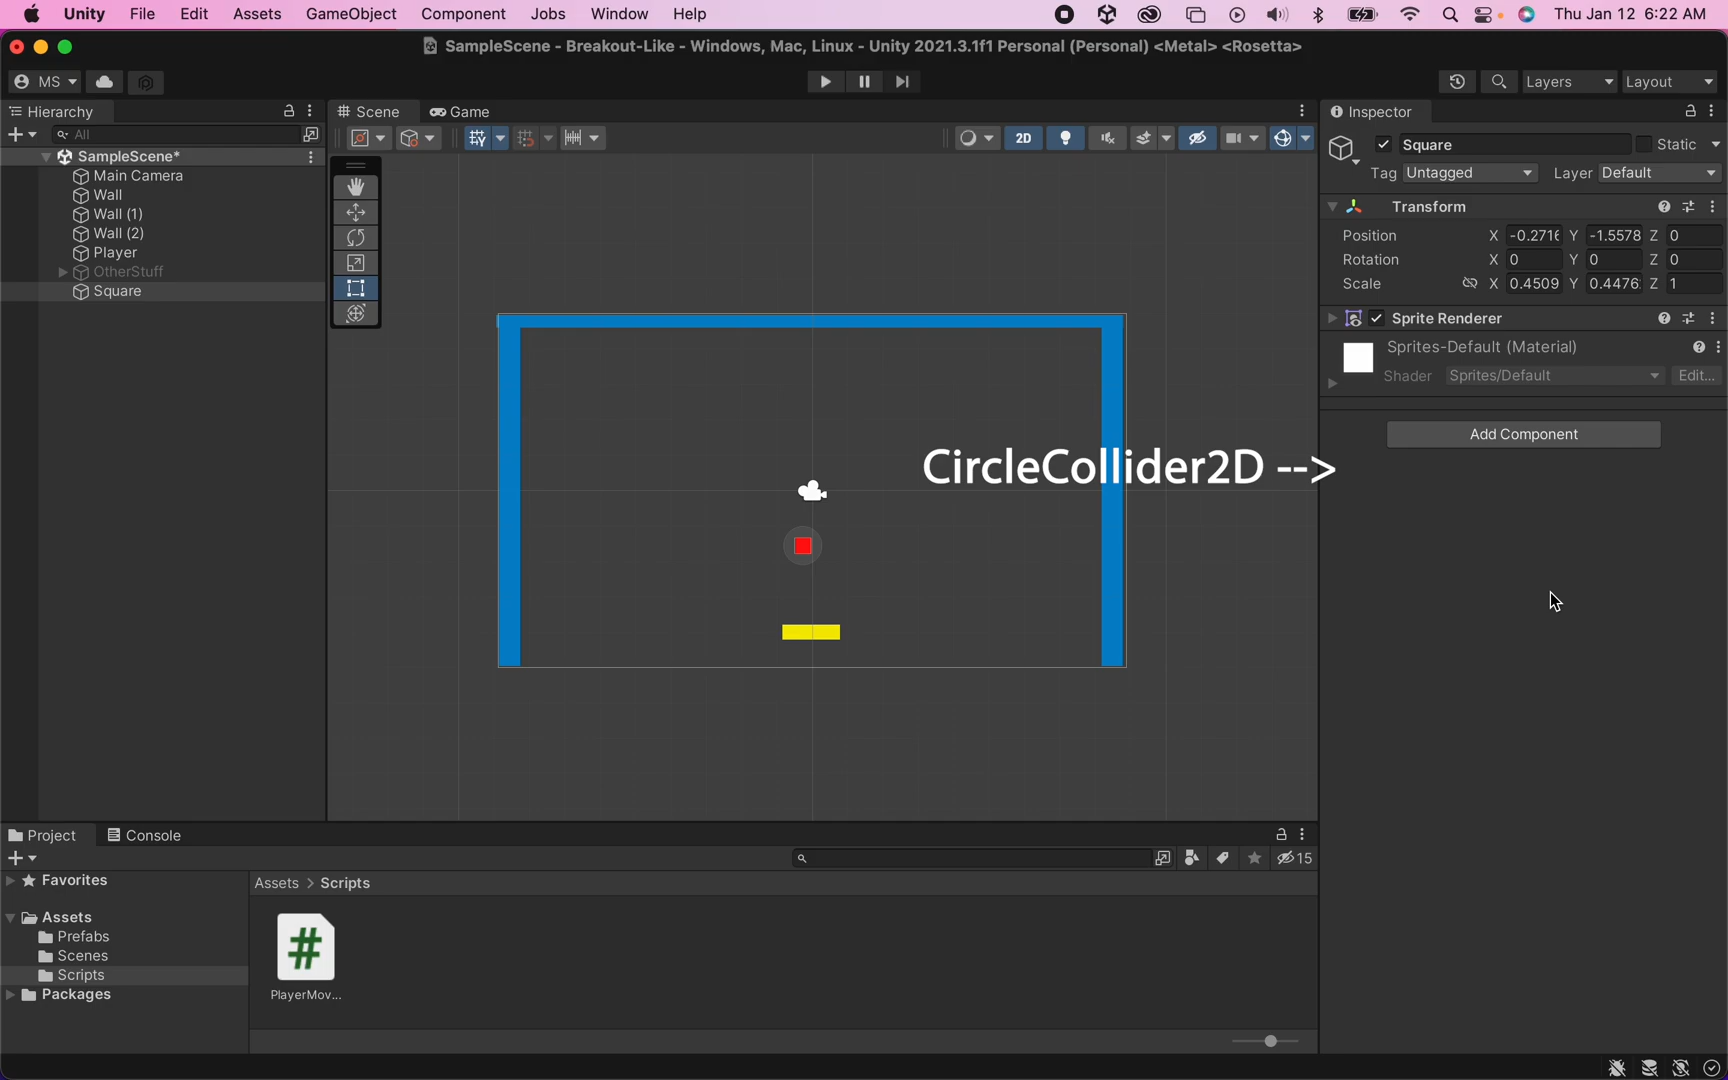 Unity File Edit Assets GameObject Component Jobs Window Help Thu Jan 12 6:22 AM
SampleScene - Breakout-Like - Windows, Mac, Linux - Unity 2021.3.1f1 Personal (Personal) <Metal> <Rosetta>
MS Layers Layout
Hierarchy
All
SampleScene*
Main Camera
Wall
Wall (1)
Wall (2)
Player
OtherStuff
Square
Scene Game
2D
CircleCollider2D -->
Inspector
Square Static
Tag Untagged Layer Default
Transform
Position X -0.2716 Y -1.5578 Z 0
Rotation X 0 Y 0 Z 0
Scale X 0.4509 Y 0.4476 Z 1
Sprite Renderer
Sprites-Default (Material)
Shader Sprites/Default Edit...
Add Component
Project Console
15
Favorites
Assets
Prefabs
Scenes
Scripts
Packages
Assets > Scripts
#
PlayerMov...